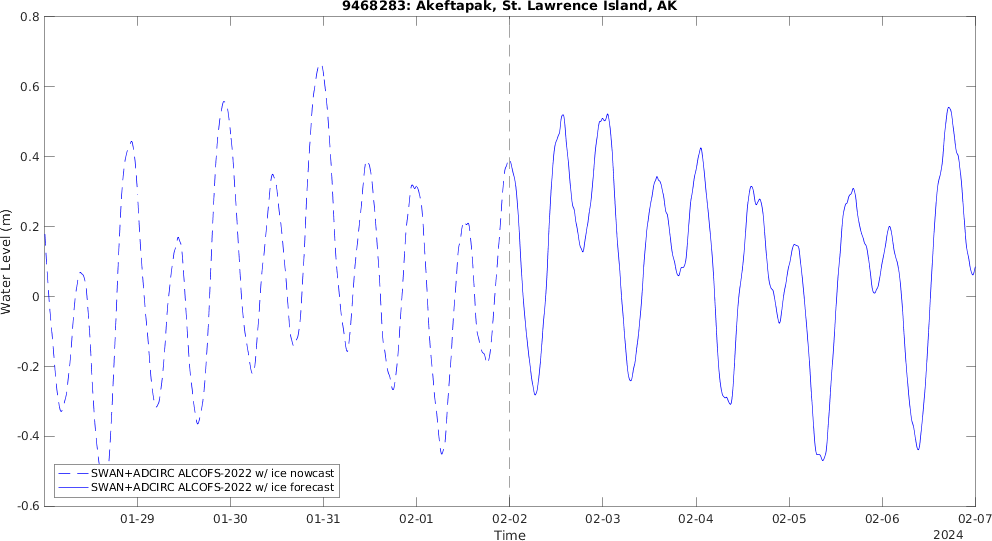 9468283: Akeftapak, St. Lawrence Island, AK
0.8
0.6
0.4
0.2
0
-0.2
-0.4
-0.6
Water Level (m)
SWAN+ADCIRC ALCOFS-2022 w/ ice nowcast
SWAN+ADCIRC ALCOFS-2022 w/ ice forecast
01-29 01-30 01-31 02-01 02-02 02-03 02-04 02-05 02-06 02-07
Time
2024